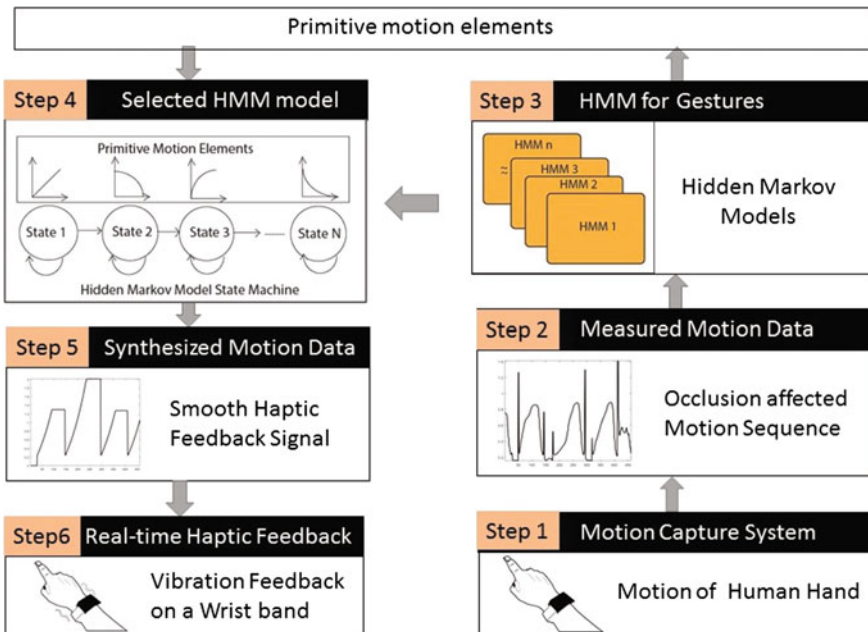 Primitive motion elements
Step 4 Selected HMM model
Primitive Motion Elements
State 1 State 2 State 3 State N
Hidden Markov Model State Machine
Step 3 HMM for Gestures
HMM n
HMM 3
HMM 2
HMM 1
Hidden Markov
Models
Step 5 Synthesized Motion Data
Smooth Haptic
Feedback Signal
Step 2 Measured Motion Data
Occlusion affected
Motion Sequence
Step6 Real-time Haptic Feedback
Vibration Feedback
on a Wrist band
Step 1 Motion Capture System
Motion of Human Hand